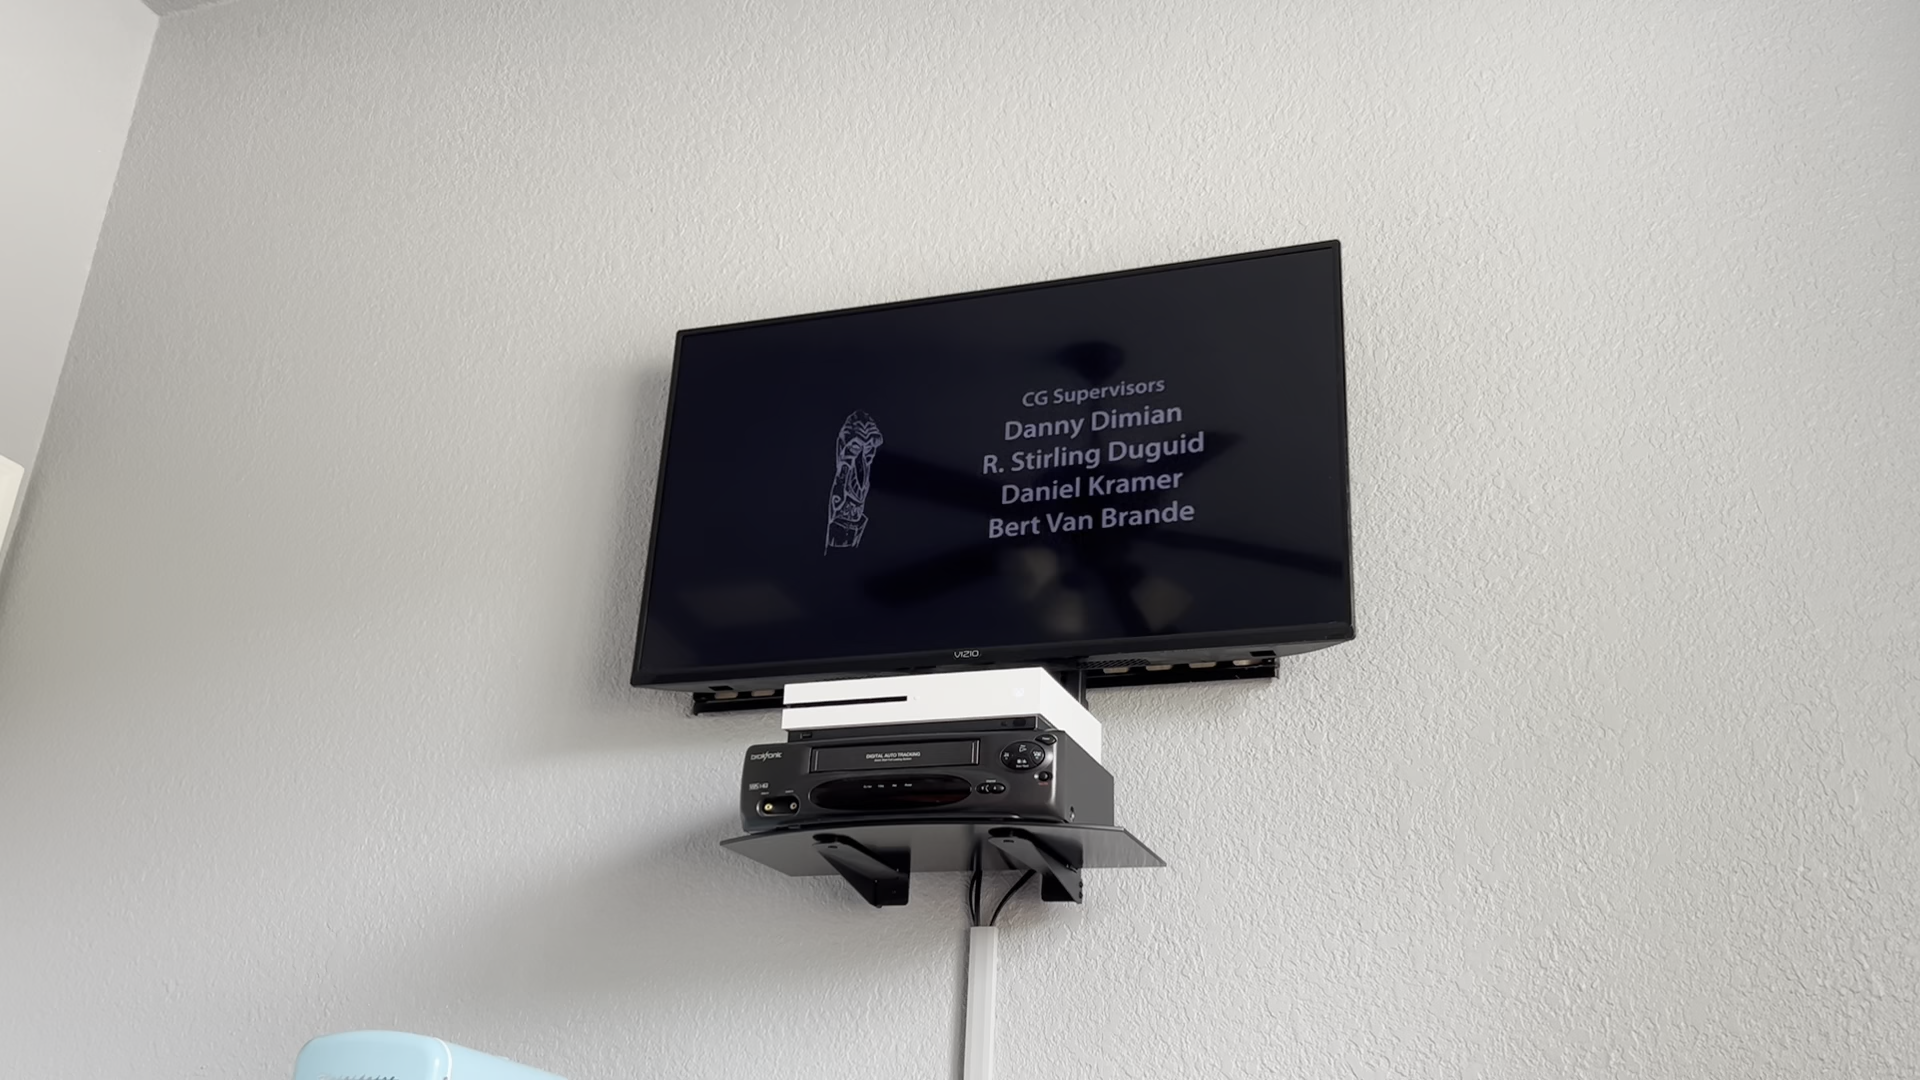 CG Supervisors
Danny Dimian
R. Stirling Duguid
Daniel Kramer
Bert Van Brande
VIZIO
DIGITAL AUTO TRACKING